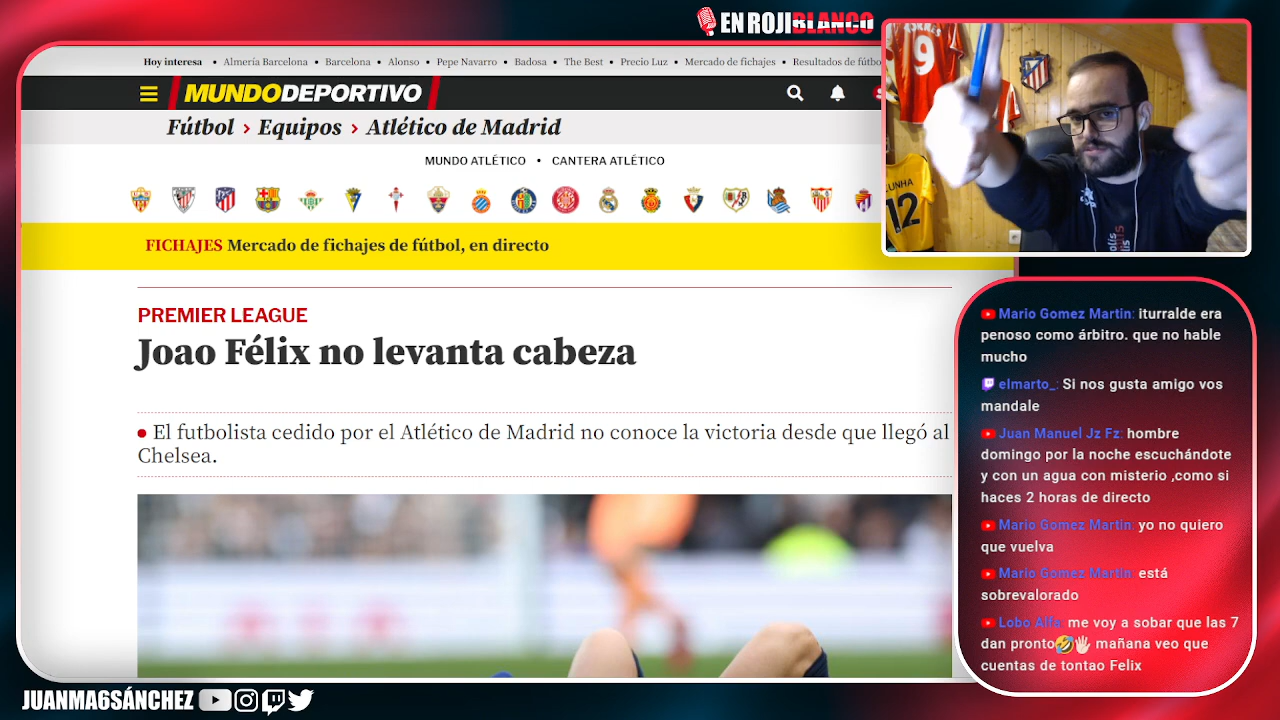 EN ROJIBLANCO
Hoy interesa • Almería Barcelona • Barcelona • Alonso • Pepe Navarro • Badosa • The Best • Precio Luz • Mercado de fichajes • Resultados de fútbo
MUNDODEPORTIVO
Fútbol › Equipos › Atlético de Madrid
MUNDO ATLÉTICO • CANTERA ATLÉTICO
FICHAJES Mercado de fichajes de fútbol, en directo
PREMIER LEAGUE
Joao Félix no levanta cabeza
El futbolista cedido por el Atlético de Madrid no conoce la victoria desde que llegó al
Chelsea.
9
UNHA
12
Mario Gomez Martin: iturralde era
penoso como árbitro. que no hable
mucho
elmarto_: Si nos gusta amigo vos
mandale
Juan Manuel Jz Fz: hombre
domingo por la noche escuchándote
y con un agua con misterio ,como si
haces 2 horas de directo
Mario Gomez Martin: yo no quiero
que vuelva
Mario Gomez Martin: está
sobrevalorado
Lobo Alfa: me voy a sobar que las 7
dan pronto🤣🖐🏻 mañana veo que
cuentas de tontao Felix
JUANMA6SÁNCHEZ